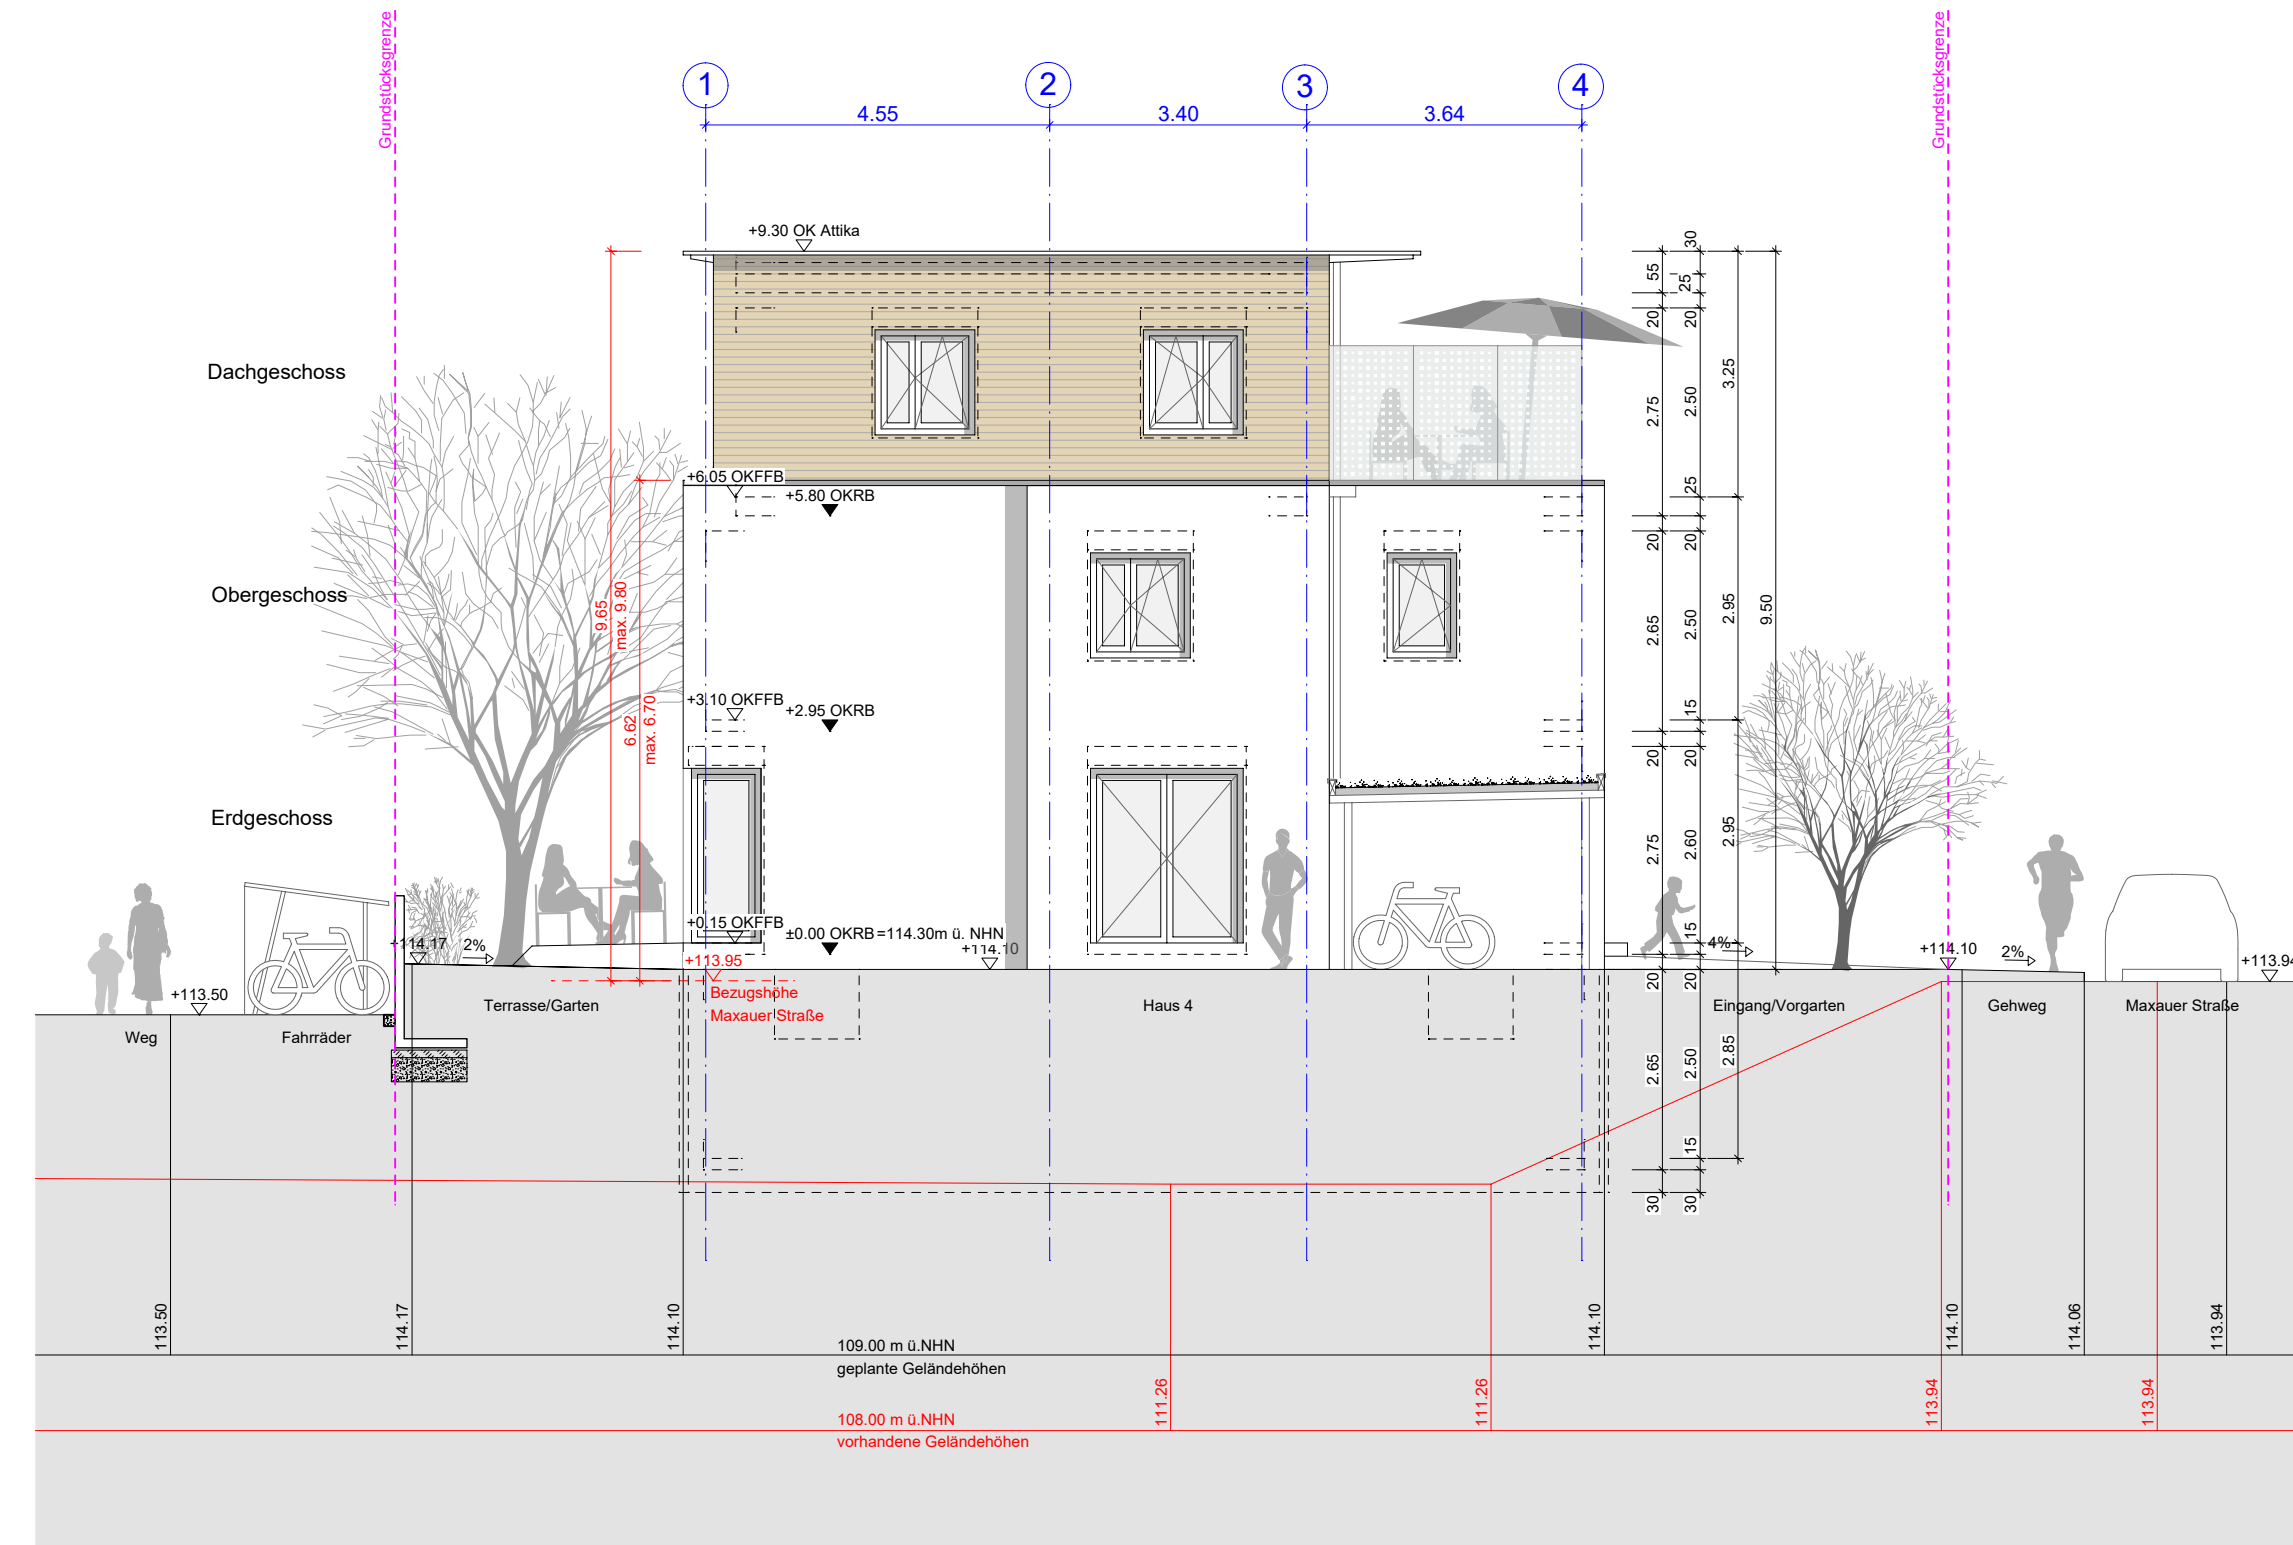 Grundstücksgrenze
Grundstücksgrenze
1
2
3
4
4.55
3.40
3.64
+9.30 OK Attika
Dachgeschoss
Obergeschoss
Erdgeschoss
9.65
max. 9.80
6.62
max. 6.70
+6.05 OKFFB
+5.80 OKRB
+3.10 OKFFB
+2.95 OKRB
+0.15 OKFFB
±0.00 OKRB=114.30m ü. NHN
+114.10
+113.95
Bezugshöhe
Maxauer Straße
+114.17
2%
+113.50
Weg
Fahrräder
Terrasse/Garten
Haus 4
Eingang/Vorgarten
Gehweg
Maxauer Straße
4%
+114.10
2%
+113.94
55
20
2.75
20
2.65
20
2.75
20
2.65
30
30
25
20
2.50
25
20
2.50
15
20
2.60
15
20
2.50
15
30
3.25
2.95
2.95
2.85
9.50
113.50
114.17
114.10
114.10
114.10
114.06
113.94
109.00 m ü.NHN
geplante Geländehöhen
111.26
111.26
113.94
113.94
108.00 m ü.NHN
vorhandene Geländehöhen